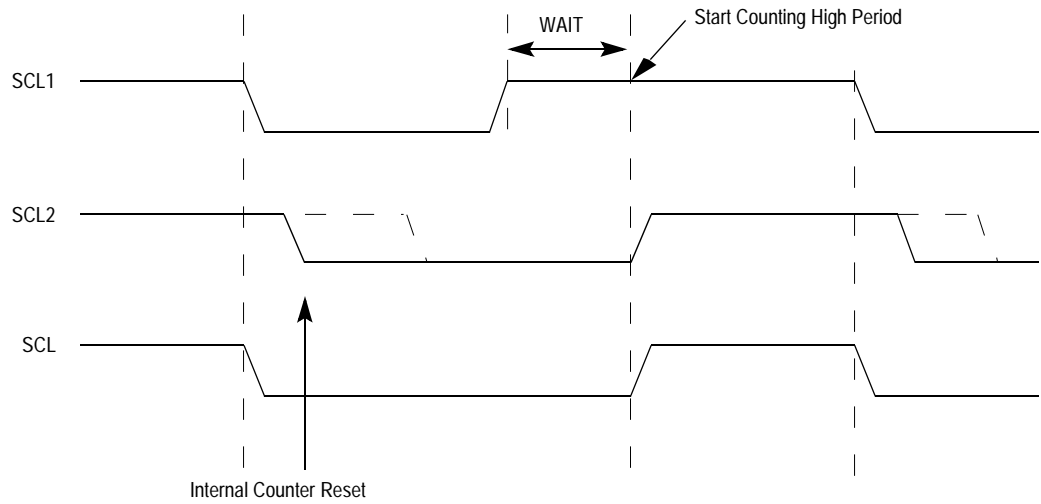 WAIT
Start Counting High Period
SCL1
SCL2
SCL
Internal Counter Reset